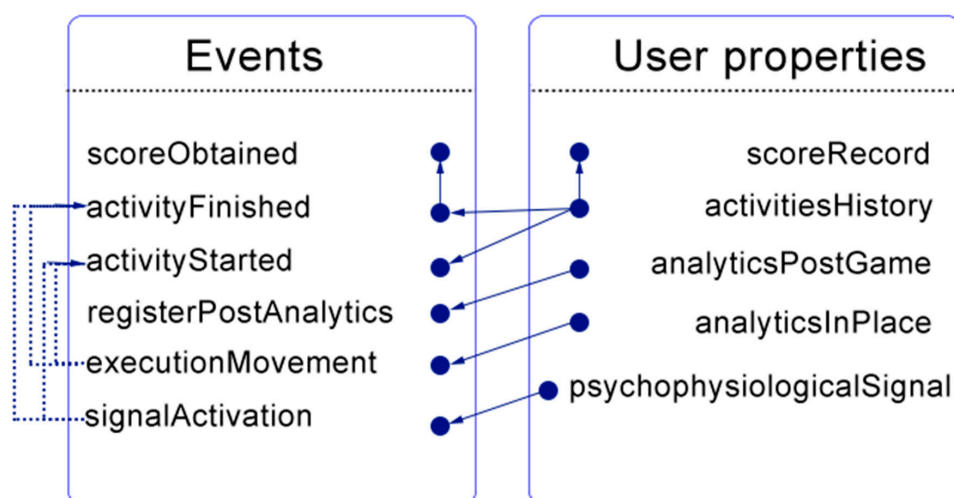 Events
scoreObtained
activityFinished
activityStarted
registerPostAnalytics
executionMovement
signalActivation
User properties
scoreRecord
activitiesHistory
analyticsPostGame
analyticsInPlace
psychophysiologicalSignal